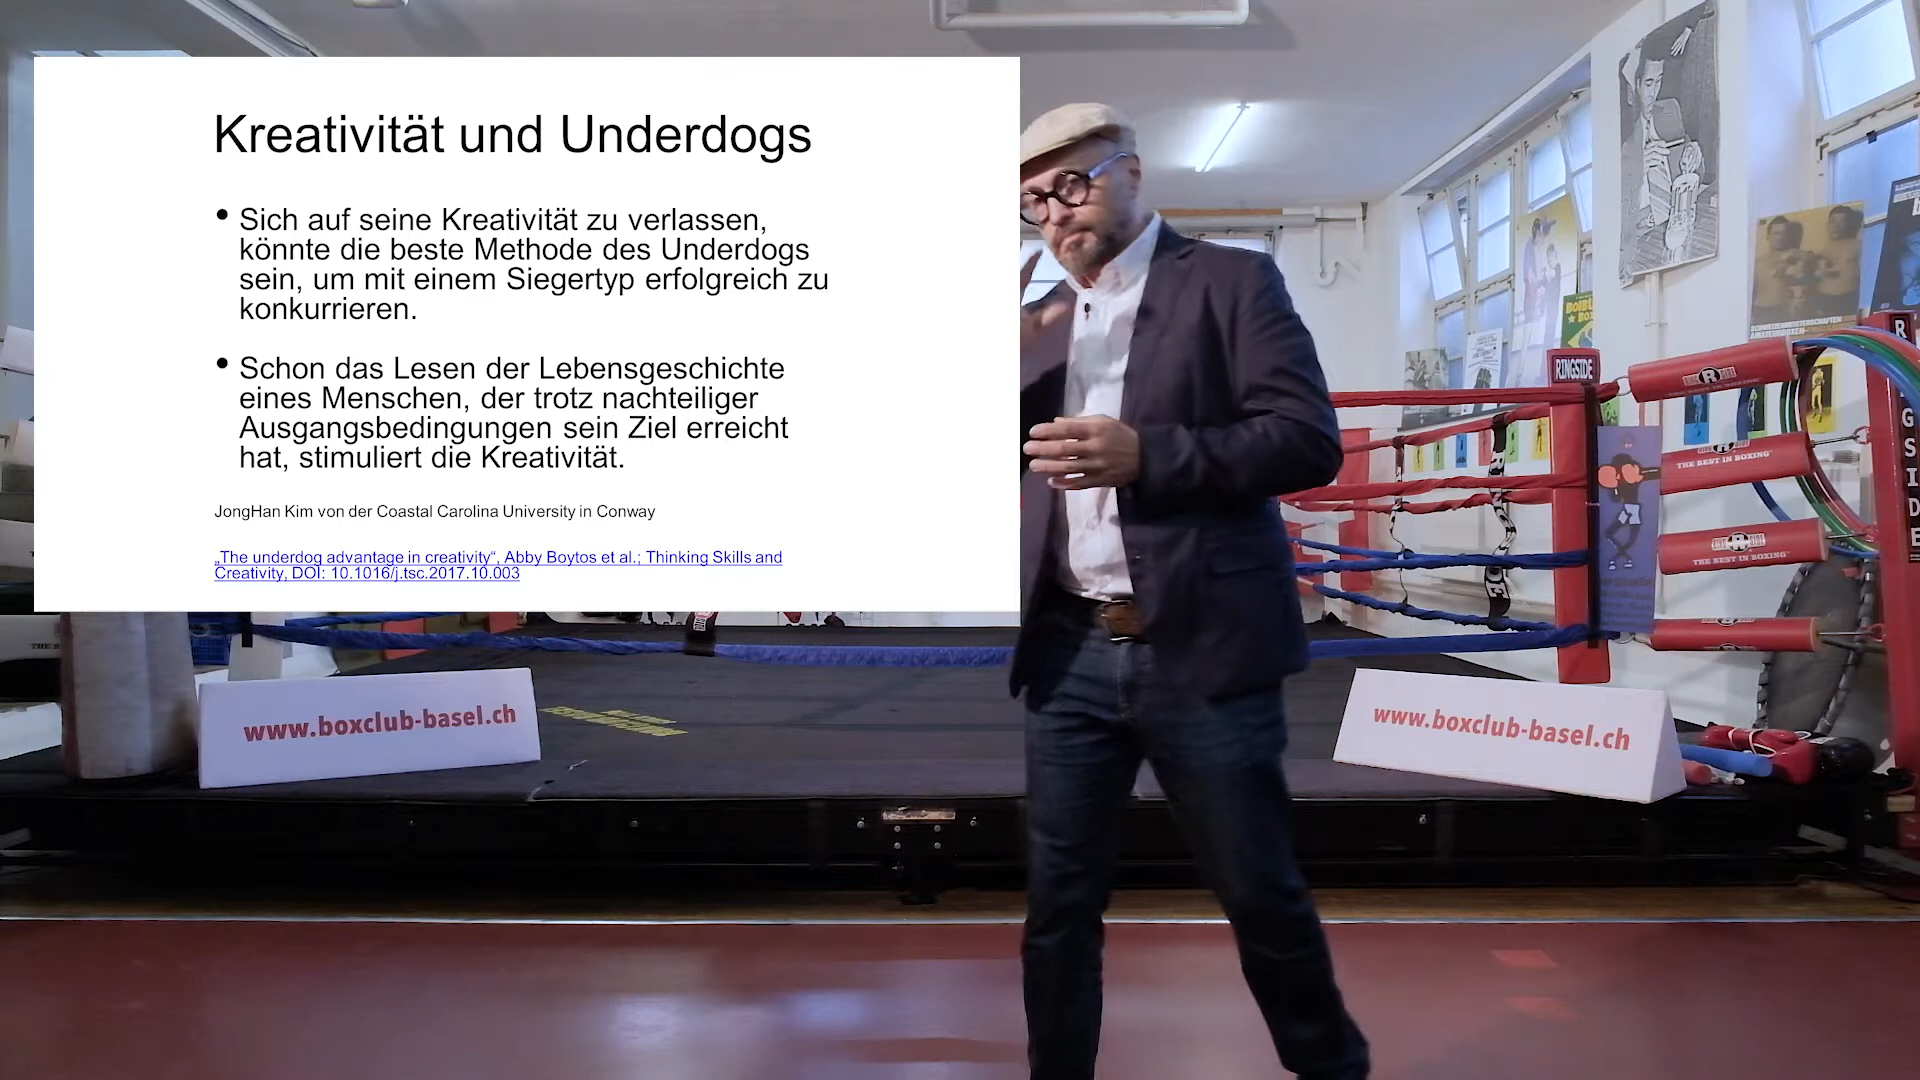 Kreativität und Underdogs
• Sich auf seine Kreativität zu verlassen,
könnte die beste Methode des Underdogs
sein, um mit einem Siegertyp erfolgreich zu
konkurrieren.
• Schon das Lesen der Lebensgeschichte
eines Menschen, der trotz nachteiliger
Ausgangsbedingungen sein Ziel erreicht
hat, stimuliert die Kreativität.
JongHan Kim von der Coastal Carolina University in Conway
„The underdog advantage in creativity“, Abby Boytos et al.; Thinking Skills and
Creativity, DOI: 10.1016/j.tsc.2017.10.003
RINGSIDE
THE BEST IN BOXING
THE BEST IN BOXING
www.boxclub-basel.ch
www.boxclub-basel.ch